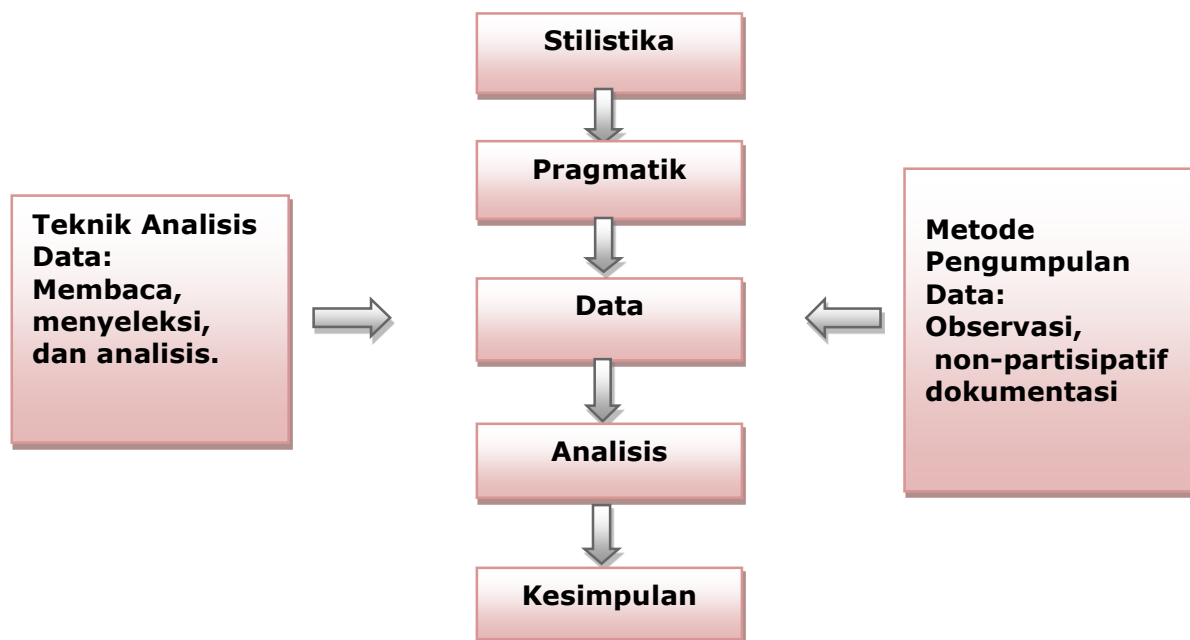 Stilistika
Pragmatik
Teknik Analisis
Data:
Membaca,
menyeleksi,
dan analisis.
Data
Metode
Pengumpulan
Data:
Observasi,
non-partisipatif
dokumentasi
Analisis
Kesimpulan